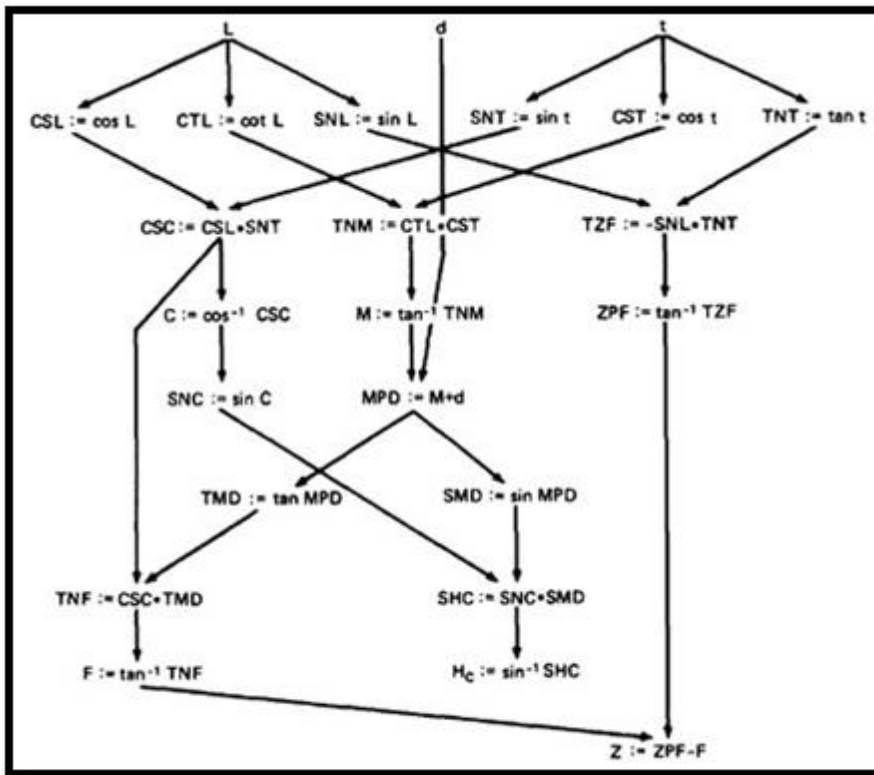 L d t
CSL := cos L CTL := cot L SNL := sin L SNT := sin t CST := cos t TNT := tan t
CSC := CSL•SNT TNM := CTL•CST TZF := -SNL•TNT
C := cos⁻¹ CSC M := tan⁻¹ TNM ZPF := tan⁻¹ TZF
SNC := sin C MPD := M+d
TMD := tan MPD SMD := sin MPD
TNF := CSC•TMD SHC := SNC•SMD
F := tan⁻¹ TNF H_C := sin⁻¹ SHC
Z := ZPF-F